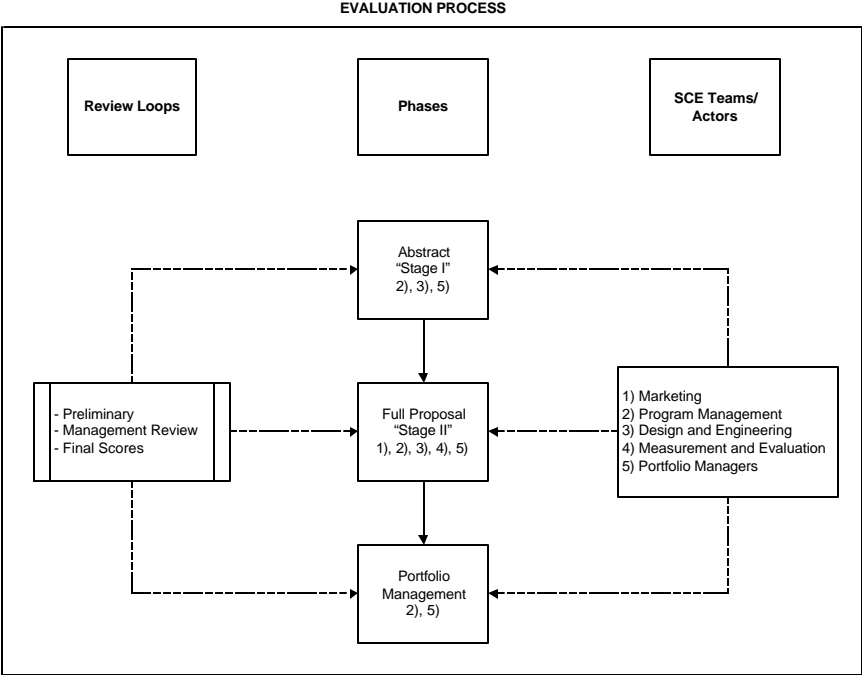 EVALUATION PROCESS
Review Loops
Phases
SCE Teams/
Actors
Abstract
“Stage I”
2), 3), 5)
- Preliminary
- Management Review
- Final Scores
Full Proposal
“Stage II”
1), 2), 3), 4), 5)
1) Marketing
2) Program Management
3) Design and Engineering
4) Measurement and Evaluation
5) Portfolio Managers
Portfolio
Management
2), 5)